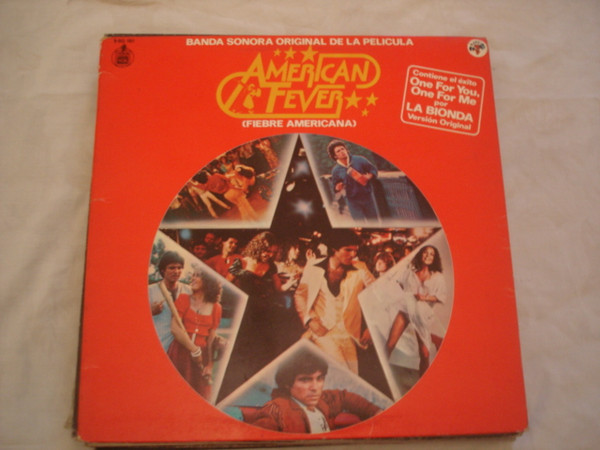 BANDA SONORA ORIGINAL DE LA PELICULA
AMERICAN
FEVER
(FIEBRE AMERICANA)
Contiene el éxito
One For You,
One For Me
por
LA BIONDA
Versión Original